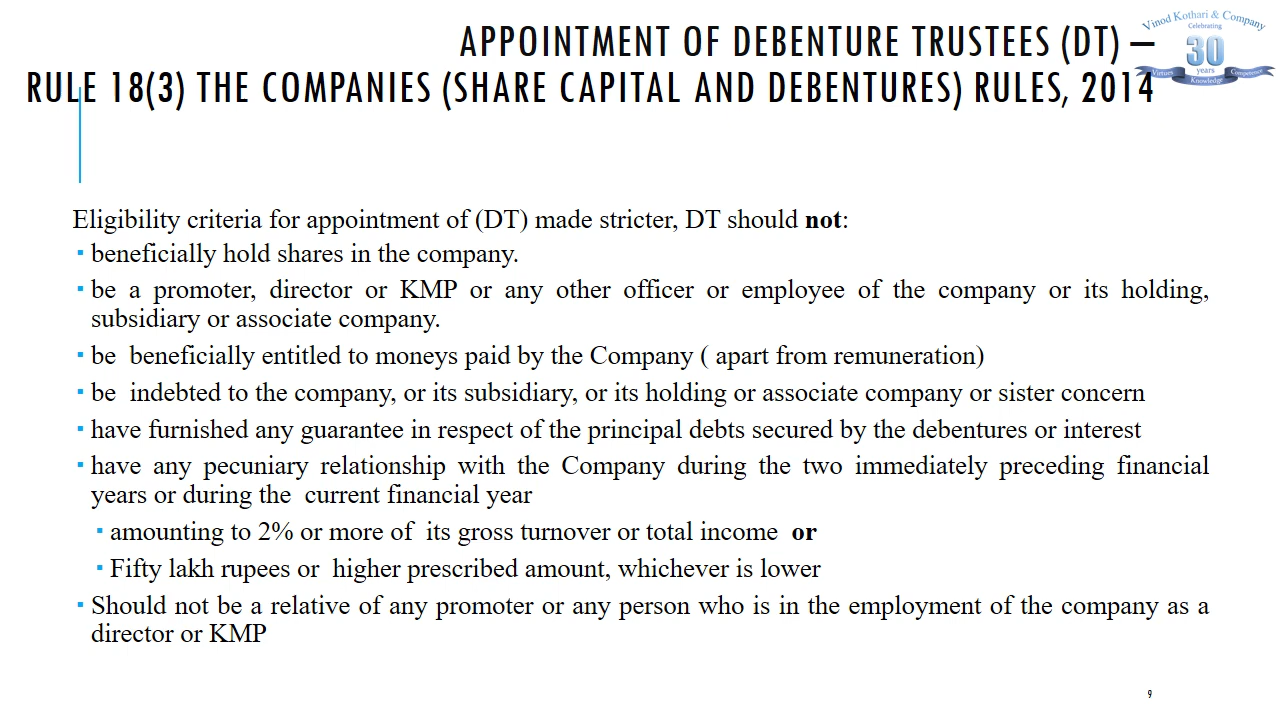 APPOINTMENT OF DEBENTURE TRUSTEES (DT) –
RULE 18(3) THE COMPANIES (SHARE CAPITAL AND DEBENTURES) RULES, 2014
Vinod Kothari & Company
Celebrating
30
years
Virtues
Knowledge
Competence
Eligibility criteria for appointment of (DT) made stricter, DT should not:
▪ beneficially hold shares in the company.
▪ be a promoter, director or KMP or any other officer or employee of the company or its holding,
subsidiary or associate company.
▪ be beneficially entitled to moneys paid by the Company ( apart from remuneration)
▪ be indebted to the company, or its subsidiary, or its holding or associate company or sister concern
▪ have furnished any guarantee in respect of the principal debts secured by the debentures or interest
▪ have any pecuniary relationship with the Company during the two immediately preceding financial
years or during the current financial year
▪ amounting to 2% or more of its gross turnover or total income or
▪ Fifty lakh rupees or higher prescribed amount, whichever is lower
▪ Should not be a relative of any promoter or any person who is in the employment of the company as a
director or KMP
9